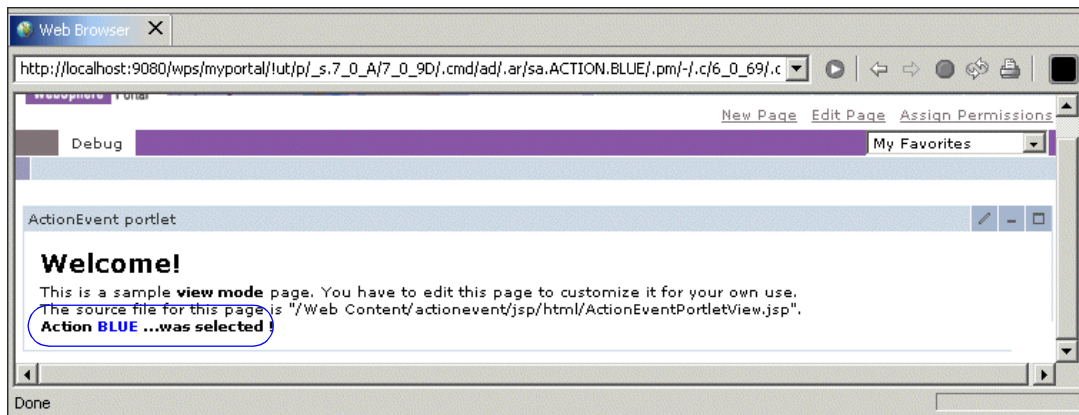 Web Browser
http://localhost:9080/wps/myportal/!ut/p/_s.7_0_A/7_0_9D/.cmd/ad/.ar/sa.ACTION.BLUE/.pm/-/.c/6_0_69/.c
WebSphere Portal
New Page Edit Page Assign Permissions
Debug
My Favorites
ActionEvent portlet
Welcome!
This is a sample view mode page. You have to edit this page to customize it for your own use.
The source file for this page is "/Web Content/actionevent/jsp/html/ActionEventPortletView.jsp".
Action BLUE ...was selected !
Done